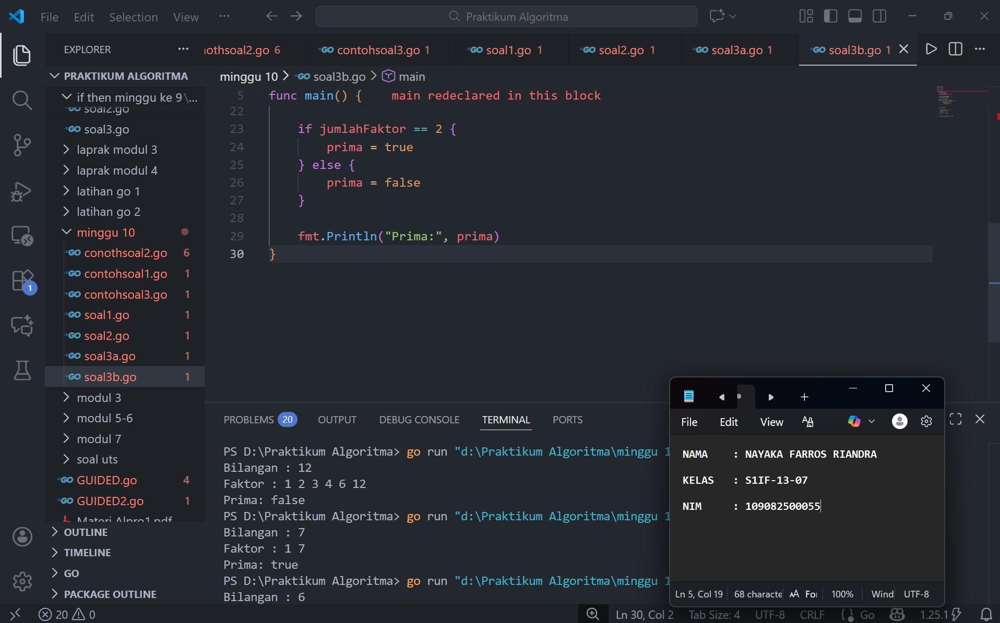 File Edit Selection View ...
Praktikum Algoritma
EXPLORER ...
nothsoal2.go 6
contohsoal3.go 1
soal1.go 1
soal2.go 1
soal3a.go 1
soal3b.go 1
PRAKTIKUM ALGORITMA
if then minggu ke 9\...
soal2.go
soal3.go
laprak modul 3
laprak modul 4
latihan go 1
latihan go 2
minggu 10
conothsoal2.go 6
contohsoal1.go 1
contohsoal3.go 1
soal1.go 1
soal2.go 1
soal3a.go 1
soal3b.go 1
modul 3
modul 5-6
modul 7
soal uts
GUIDED.go 4
GUIDED2.go 1
Materi Alpro1.pdf
OUTLINE
TIMELINE
GO
PACKAGE OUTLINE
1
minggu 10 > soal3b.go > main
5 func main() { main redeclared in this block
22
23 if jumlahFaktor == 2 {
24 prima = true
25 } else {
26 prima = false
27 }
28
29 fmt.Println("Prima:", prima)
30 }
PROBLEMS 20 OUTPUT DEBUG CONSOLE TERMINAL PORTS
PS D:\Praktikum Algoritma> go run "d:\Praktikum Algoritma\minggu 1
Bilangan : 12
Faktor : 1 2 3 4 6 12
Prima: false
PS D:\Praktikum Algoritma> go run "d:\Praktikum Algoritma\minggu 1
Bilangan : 7
Faktor : 1 7
Prima: true
PS D:\Praktikum Algoritma> go run "d:\Praktikum Algoritma\minggu 1
Bilangan : 6
File Edit View
NAMA : NAYAKA FARROS RIANDRA
KELAS : S1IF-13-07
NIM : 109082500055
Ln 5, Col 19 68 characte For 100% Wind UTF-8
20 0
Ln 30, Col 2 Tab Size: 4 UTF-8 CRLF {} Go 1.25.1